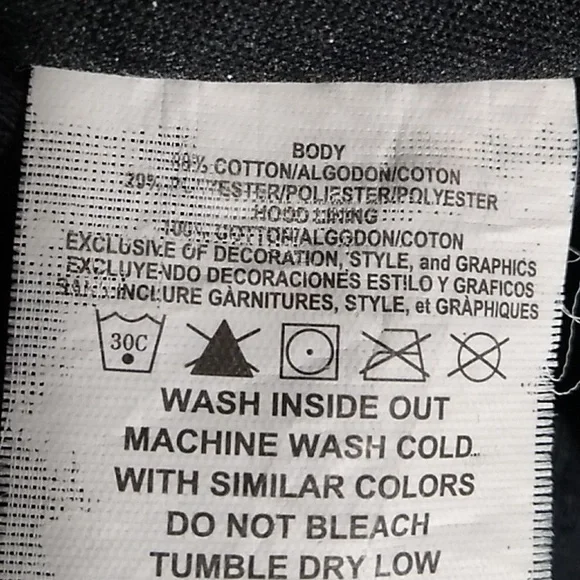 BODY
COTTON/ALGODON/COTON
20% POLYESTER/POLIESTER/POLYESTER
HOOD LINING
100% COTTON/ALGODON/COTON
EXCLUSIVE OF DECORATION, STYLE, and GRAPHICS
EXCLUYENDO DECORACIONES ESTILO Y GRAFICOS
INCLURE GARNITURES, STYLE, et GRAPHIQUES
30C
WASH INSIDE OUT
MACHINE WASH COLD
WITH SIMILAR COLORS
DO NOT BLEACH
TUMBLE DRY LOW